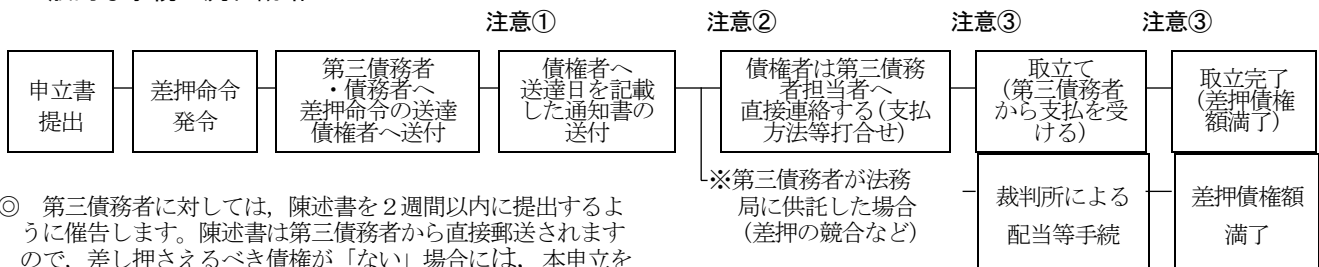 注意①
注意②
注意③
注意③
申立書
提出
差押命令
発令
第三債務者
・債務者へ
差押命令の送達
債権者へ送付
債権者へ
送達日を記載
した通知書の
送付
債権者は第三債務
者担当者へ
直接連絡する(支払
方法等打合せ)
取立て
(第三債務者
から支払を受
ける)
取立完了
(差押債権
額満了)
※第三債務者が法務
局に供託した場合
(差押の競合など)
裁判所による
配当等手続
差押債権額
満了
◎ 第三債務者に対しては，陳述書を２週間以内に提出するよ
うに催告します。陳述書は第三債務者から直接郵送されます
ので，差し押さえるべき債権が「ない」場合には，本申立を